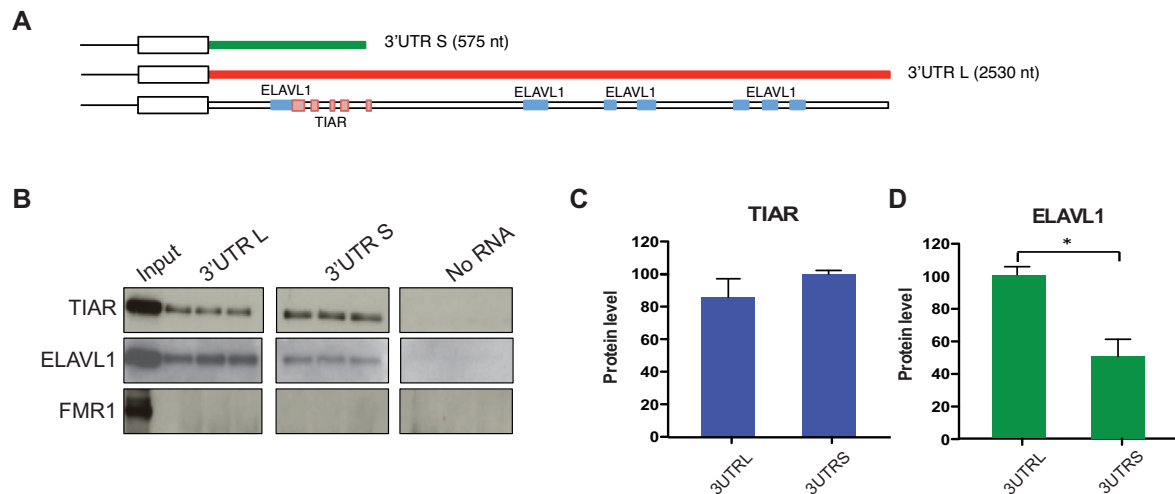 A
3'UTR S (575 nt)
3'UTR L (2530 nt)
ELAVL1 ELAVL1 ELAVL1 ELAVL1
TIAR
B
Input 3'UTR L 3'UTR S No RNA
TIAR
ELAVL1
FMR1
C
TIAR
Protein level
120
100
80
60
40
20
0
3UTRL 3UTRS
D
ELAVL1
*
Protein level
120
100
80
60
40
20
0
3UTRL 3UTRS